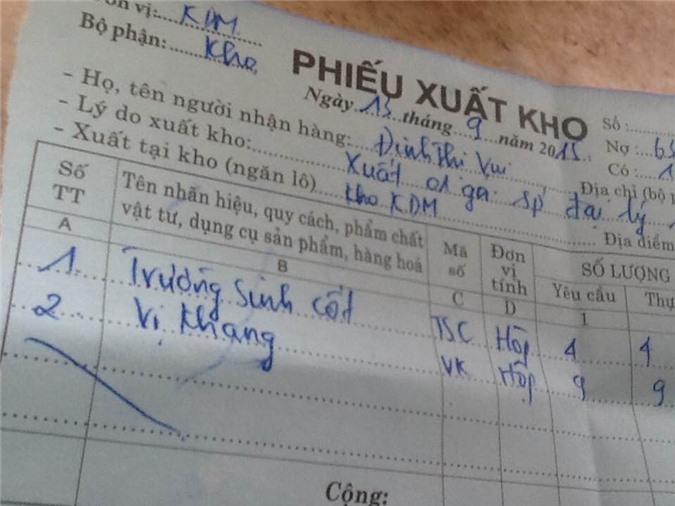 vị: KDM
Bộ phận: Kho
PHIẾU XUẤT KHO
Ngày 13 tháng 9 năm 2015
Số :
Nợ :
Có :
- Họ, tên người nhận hàng: Đinh Thị Vui
Địa chỉ (bộ
- Lý do xuất kho: Xuất sp đại lý
- Xuất tại kho (ngăn lô) kho KDM
Địa điểm
Số TT
Tên nhãn hiệu, quy cách, phẩm chất
vật tư, dụng cụ sản phẩm, hàng hoá
Mã số
Đơn vị tính
SỐ LƯỢNG
Yêu cầu
A B C D 1
1. Trường Sinh cốt TSC Hộp 4 4
2. Vị Khang VK Hộp 9 9
Cộng: